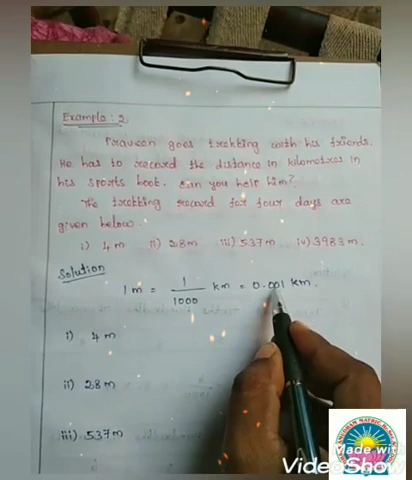 Example : 2
Praveen goes trekking with his friends.
He has to record the distance in kilometres in
his sports book. Can you help him?
The trekking record for four days are
given below.
i) 4 m ii) 28 m iii) 537 m iv) 3983 m.
Solution
1 m = 1/1000 km = 0.001 km.
i) 4 m
ii) 28 m
iii) 537 m
Made with
VideoShow